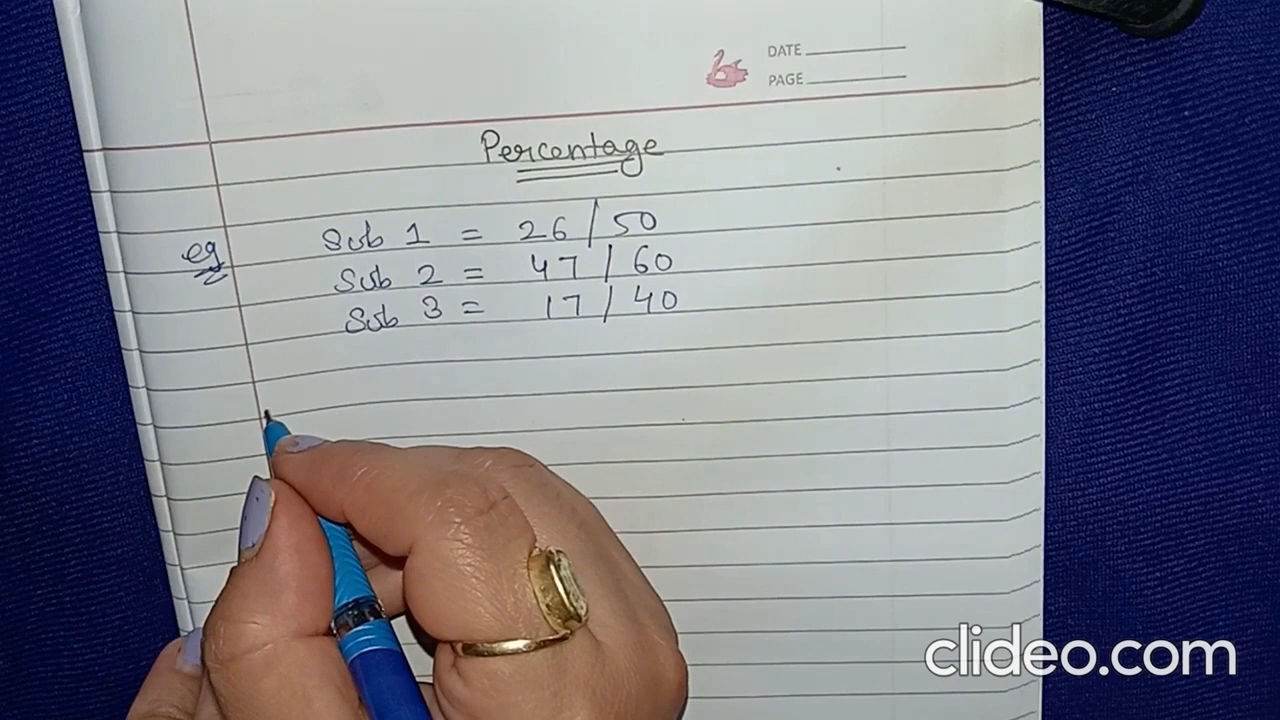 DATE
PAGE
Percentage
eg
Sub 1 = 26/50
Sub 2 = 47/60
Sub 3 = 17/40
clideo.com